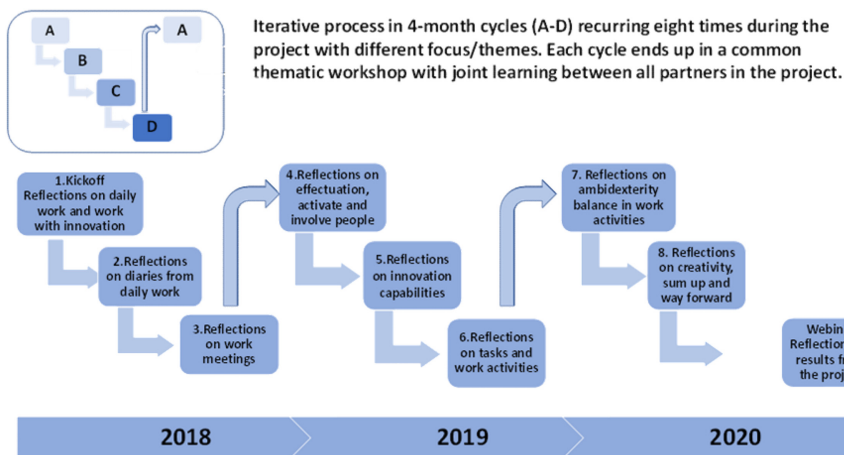 A
A
B
C
D
Iterative process in 4-month cycles (A-D) recurring eight times during the
project with different focus/themes. Each cycle ends up in a common
thematic workshop with joint learning between all partners in the project.
1.Kickoff
Reflections on daily
work and work
with innovation
2.Reflections
on diaries from
daily work
3.Reflections
on work
meetings
4.Reflections on
effectuation,
activate and
involve people
5.Reflections
on innovation
capabilities
6.Reflections
on tasks and
work activities
7. Reflections on
ambidexterity
balance in work
activities
8. Reflections
on creativity,
sum up and
way forward
Webin
Reflection
results f
the proj
2018
2019
2020